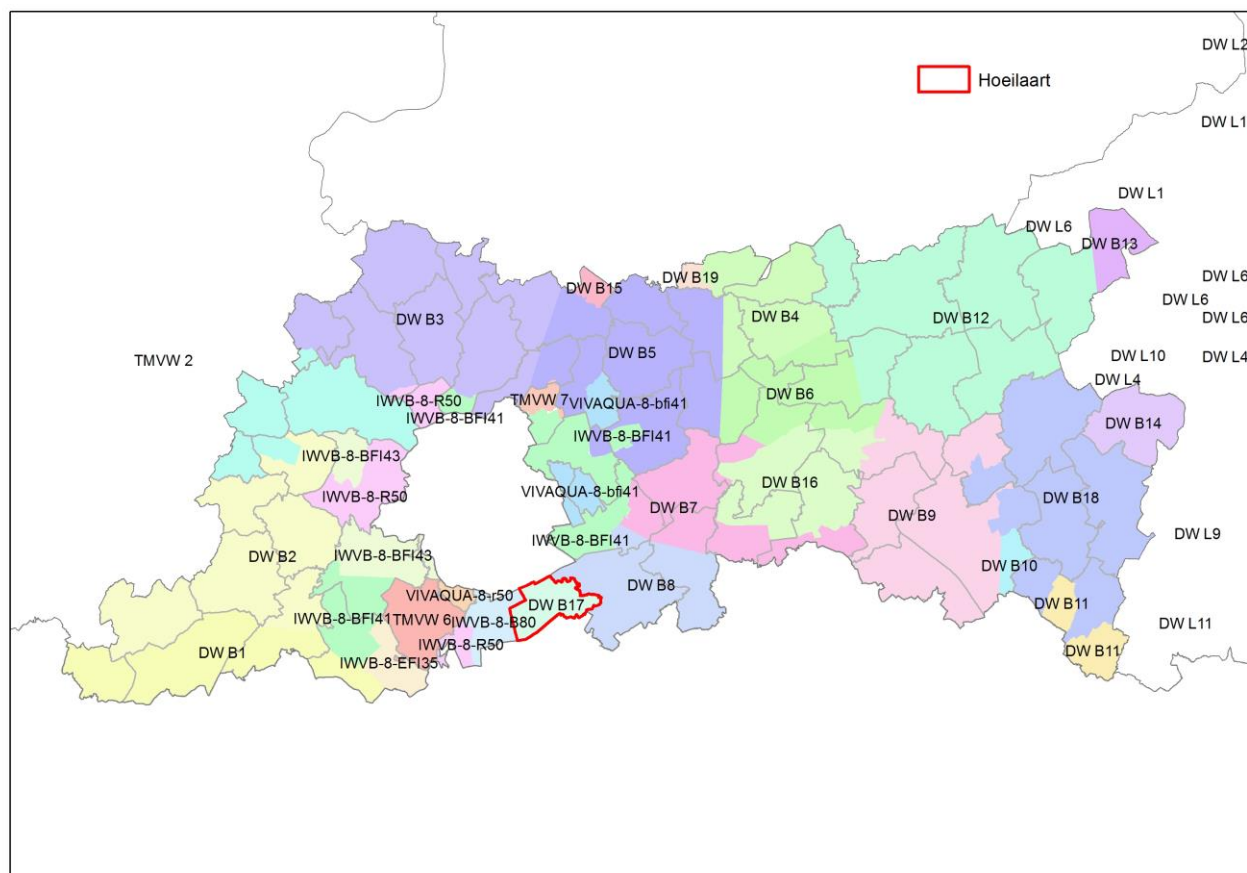 DW L2
Hoeilaart
DW L1
DW L1
DW L6
DW B13
DW B15
DW B19
DW L6
DW L6
DW B3
DW B4
DW B12
DW L6
DW B5
TMVW 2
DW L10
DW L4
DW L4
DW B6
IWVB-8-R50
TMVW 7
VIVAQUA-8-bfi41
IWVB-8-BFI41
DW B14
IWVB-8-BFI41
IWVB-8-BFI43
DW B16
VIVAQUA-8-bfi41
IWVB-8-R50
DW B18
DW B7
DW B9
DW L9
IWVB-8-BFI41
DW B2
IWVB-8-BFI43
DW B10
DW B8
VIVAQUA-8-r50
DW B17
DW B11
IWVB-8-BFI41
TMVW 6
IWVB-8-B80
DW L11
IWVB-8-R50
DW B1
DW B11
IWVB-8-EFI35